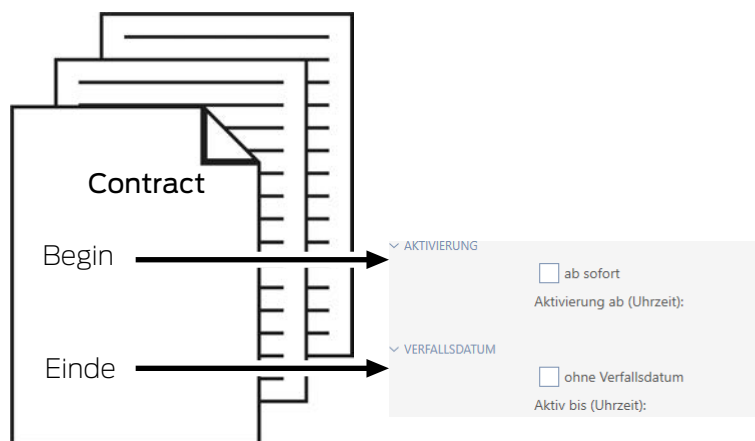 Contract
Begin
AKTIVIERUNG
ab sofort
Aktivierung ab (Uhrzeit):
Einde
VERFALLSDATUM
ohne Verfallsdatum
Aktiv bis (Uhrzeit):